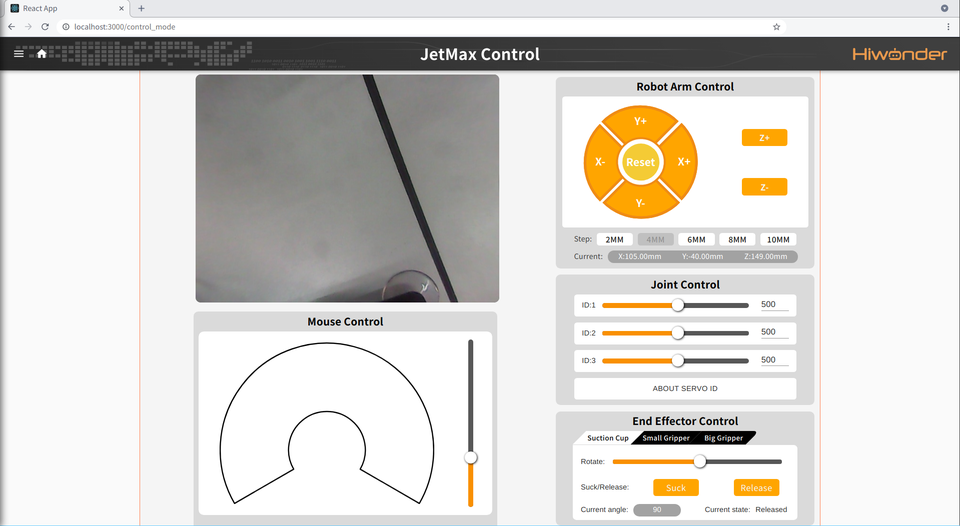 React App
localhost:3000/control_mode
JetMax Control
Hiwonder
Robot Arm Control
Y+
X-
Reset
X+
Y-
Z+
Z-
Step: 2MM 4MM 6MM 8MM 10MM
Current: X:105.00mm Y:-40.00mm Z:149.00mm
Mouse Control
Joint Control
ID:1 500
ID:2 500
ID:3 500
ABOUT SERVO ID
End Effector Control
Suction Cup Small Gripper Big Gripper
Rotate:
Suck/Release: Suck Release
Current angle: 90 Current state: Released